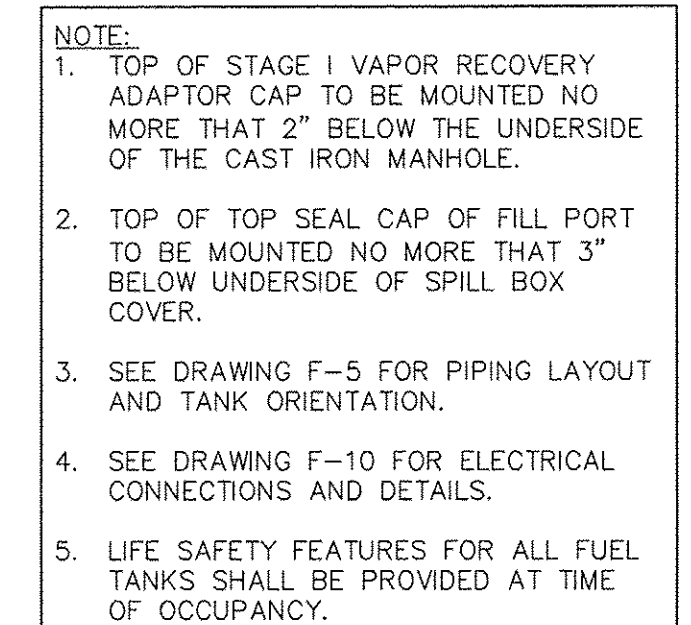 NOTE:
1. TOP OF STAGE I VAPOR RECOVERY
ADAPTOR CAP TO BE MOUNTED NO
MORE THAT 2" BELOW THE UNDERSIDE
OF THE CAST IRON MANHOLE.
2. TOP OF TOP SEAL CAP OF FILL PORT
TO BE MOUNTED NO MORE THAT 3"
BELOW UNDERSIDE OF SPILL BOX
COVER.
3. SEE DRAWING F-5 FOR PIPING LAYOUT
AND TANK ORIENTATION.
4. SEE DRAWING F-10 FOR ELECTRICAL
CONNECTIONS AND DETAILS.
5. LIFE SAFETY FEATURES FOR ALL FUEL
TANKS SHALL BE PROVIDED AT TIME
OF OCCUPANCY.